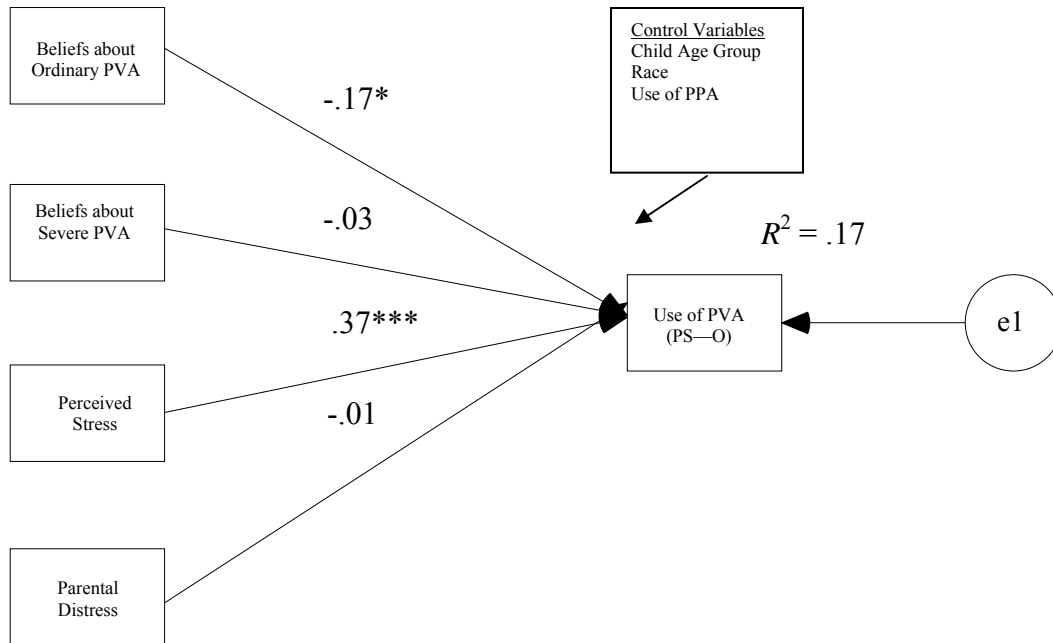 Beliefs about
Ordinary PVA
Control Variables
Child Age Group
Race
Use of PPA
-.17*
Beliefs about
Severe PVA
-.03
R² = .17
.37***
Use of PVA
(PS—O)
e1
Perceived
Stress
-.01
Parental
Distress